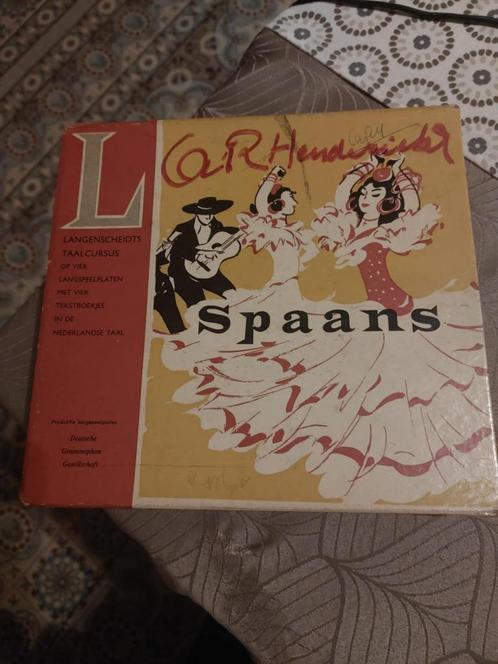 L
LANGENSCHEIDTS
TAALCURSUS
OP VIER
LANGSPEELPLATEN
MET VIER
TEKSTBOEKJES
IN DE
NEDERLANDSE TAAL
Produktie langspeelplaten
Deutsche
Grammophon
Gesellschaft
Spaans